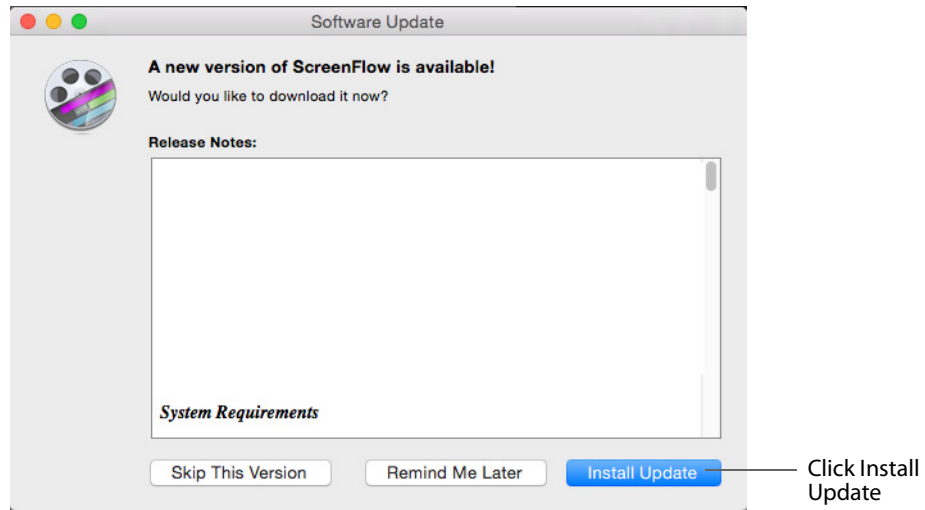 Software Update
A new version of ScreenFlow is available!
Would you like to download it now?
Release Notes:
System Requirements
Skip This Version
Remind Me Later
Install Update
Click Install
Update